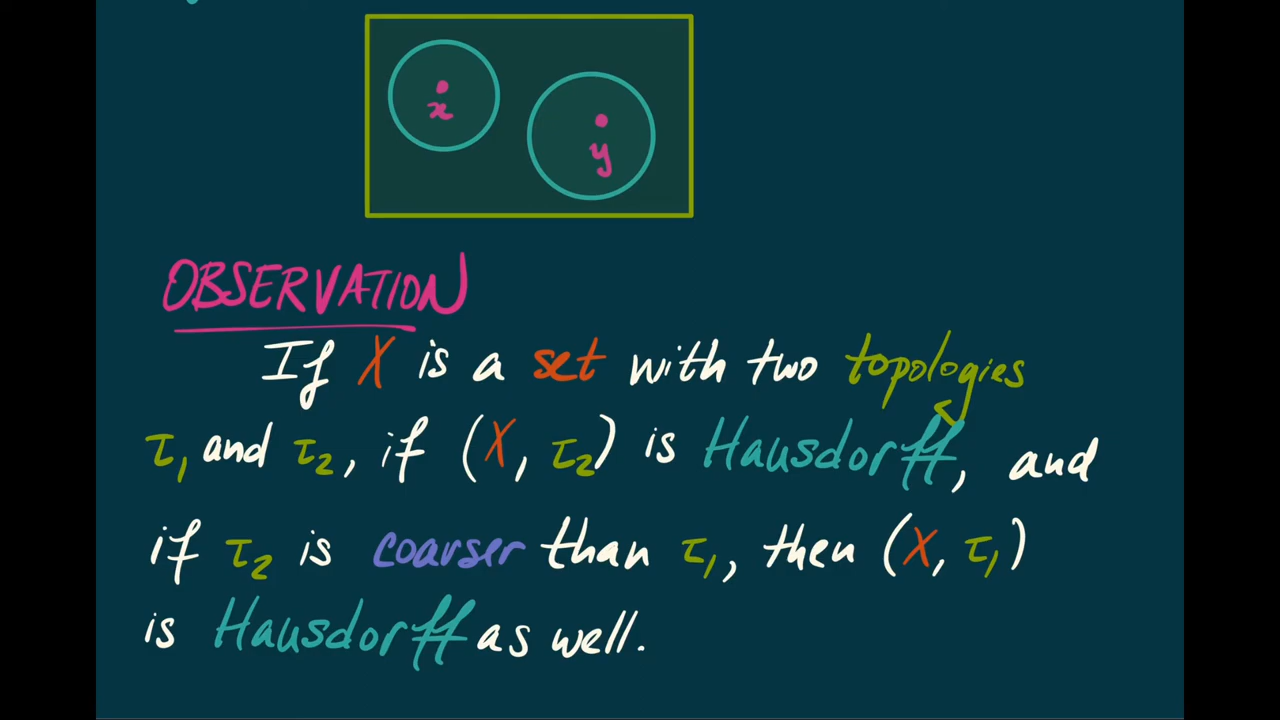 x
y
OBSERVATION
If X is a set with two topologies
τ₁ and τ₂, if (X, τ₂) is Hausdorff, and
if τ₂ is coarser than τ₁, then (X, τ₁)
is Hausdorff as well.